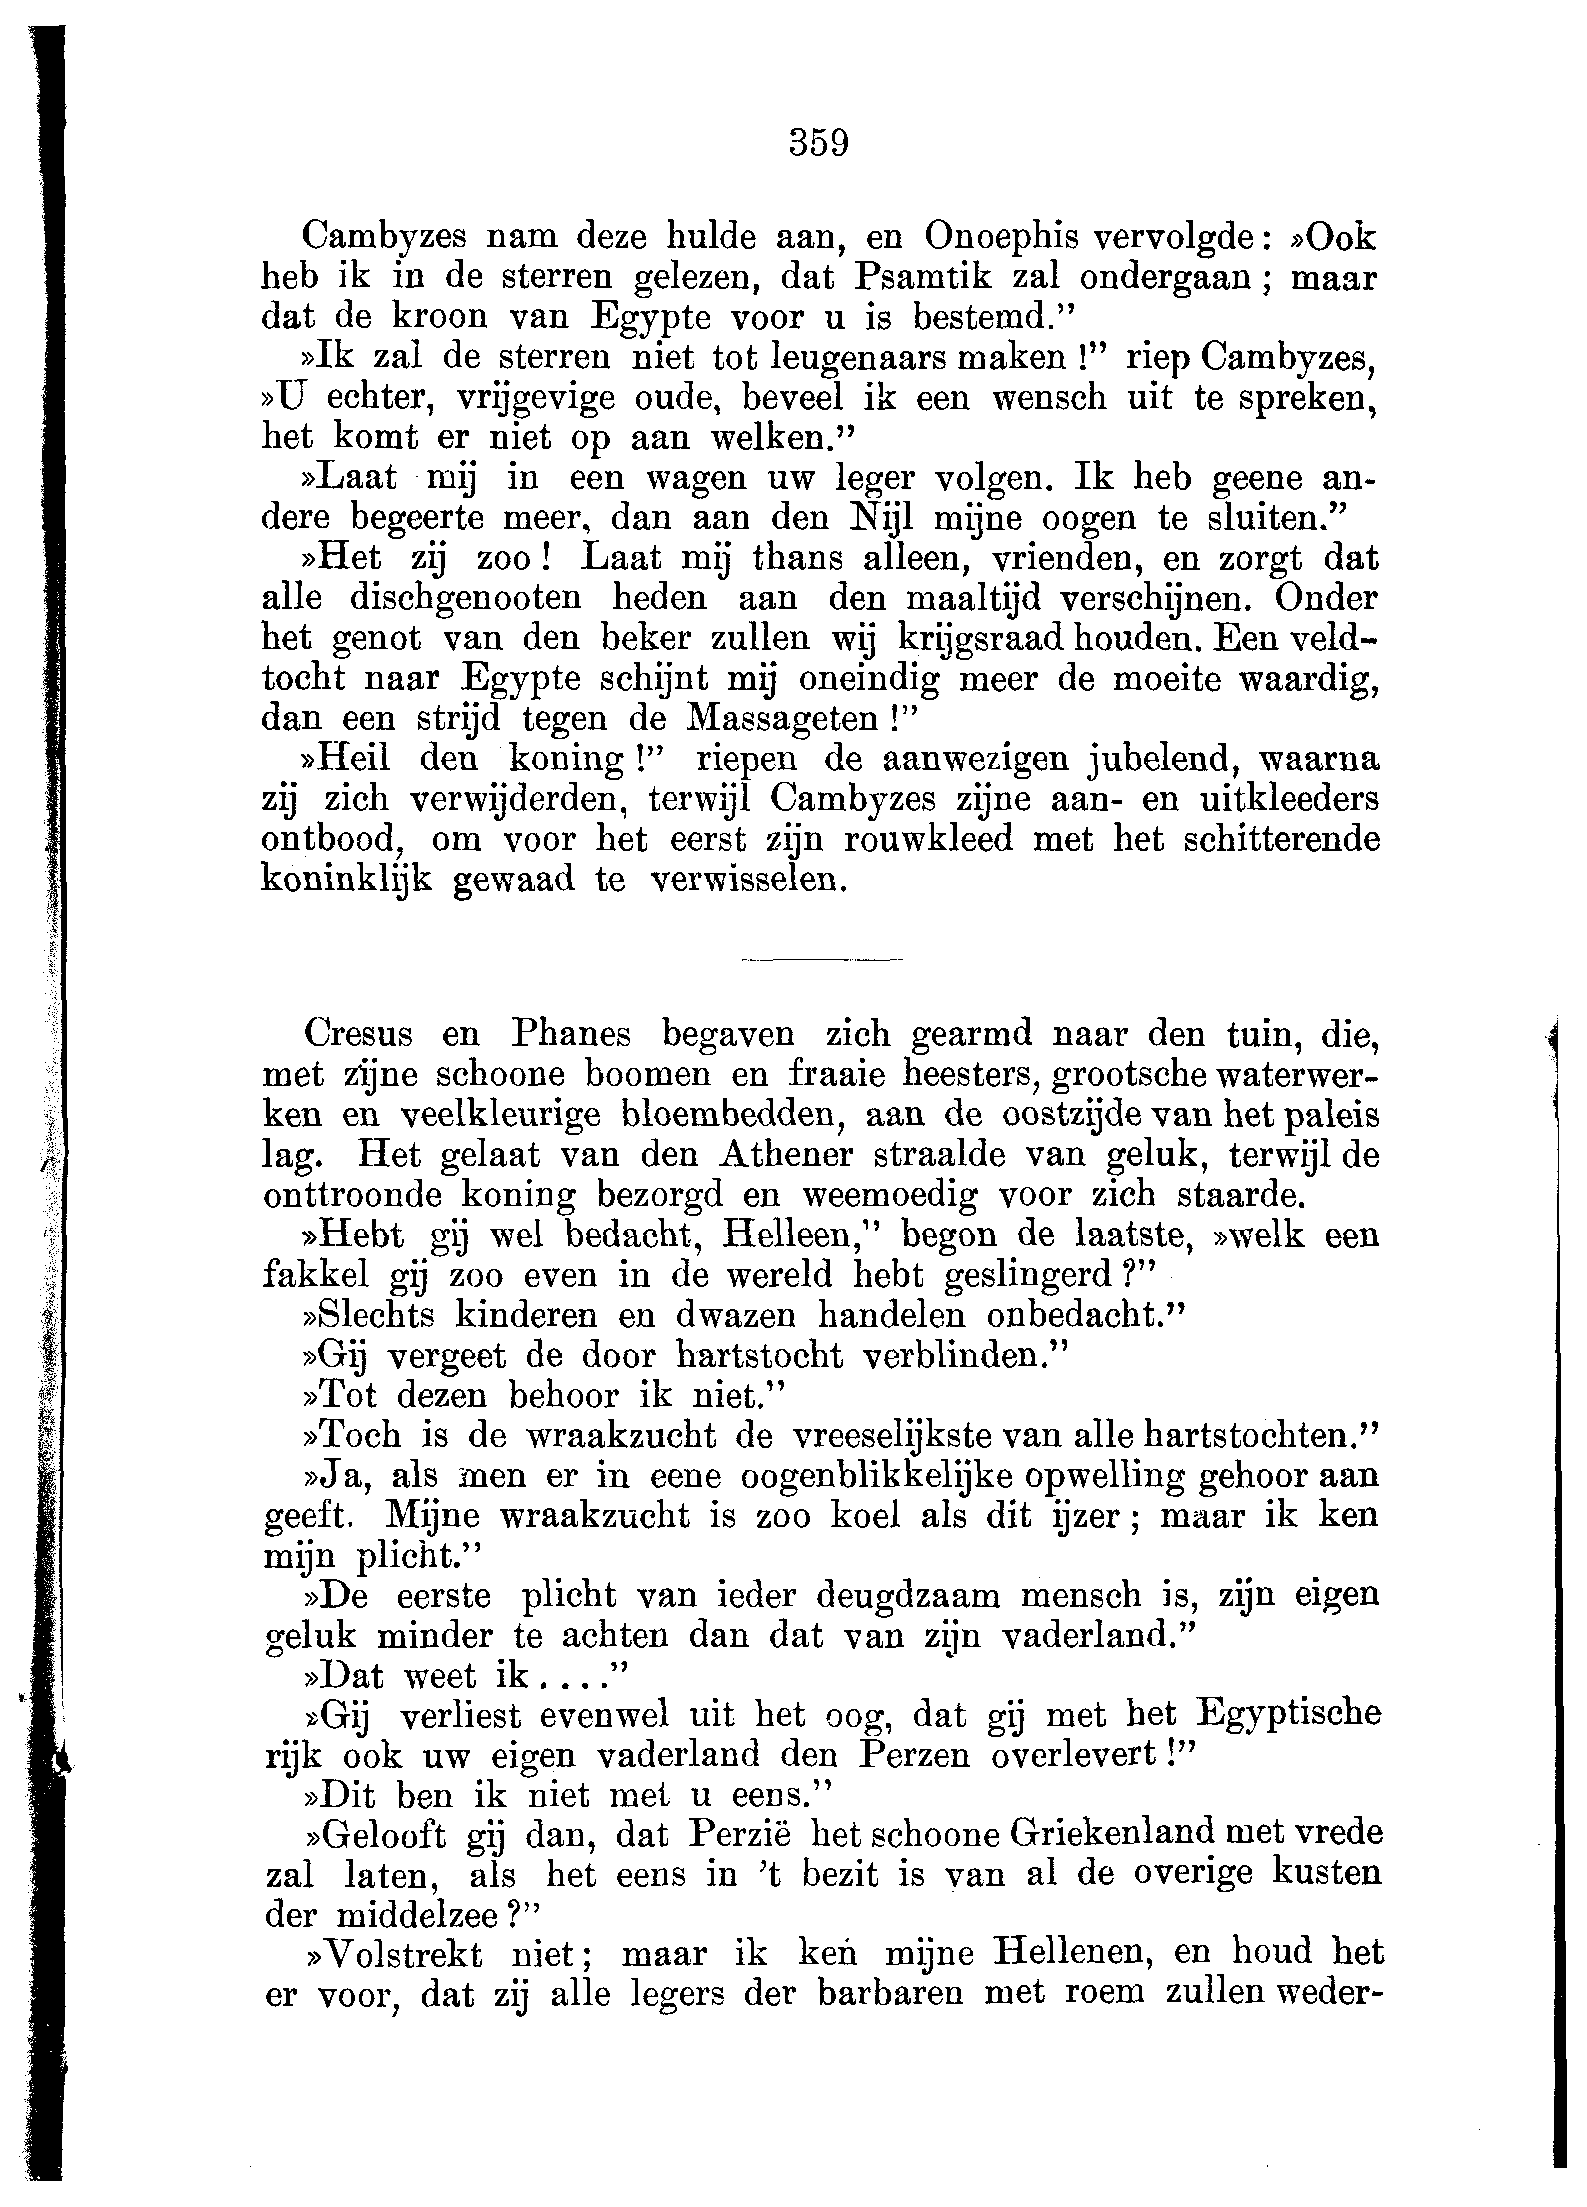 359
Cambyzes nam deze hulde aan, en Onoephis vervolgde: »Ook
heb ik in de sterren gelezen, dat Psamtik zal ondergaan; maar
dat de kroon van Egypte voor u is bestemd.”
»Ik zal de sterren niet tot leugenaars maken!” riep Cambyzes,
»U echter, vrijgevige oude, beveel ik een wensch uit te spreken,
het komt er niet op aan welken.”
»Laat mij in een wagen uw leger volgen. Ik heb geene an-
dere begeerte meer, dan aan den Nijl mijne oogen te sluiten.”
»Het zij zoo! Laat mij thans alleen, vrienden, en zorgt dat
alle dischgenooten heden aan den maaltijd verschijnen. Onder
het genot van den beker zullen wij krijgsraad houden. Een veld-
tocht naar Egypte schijnt mij oneindig meer de moeite waardig,
dan een strijd tegen de Massageten!”
»Heil den koning!” riepen de aanwezigen jubelend, waarna
zij zich verwijderden, terwijl Cambyzes zijne aan- en uitkleeders
ontbood, om voor het eerst zijn rouwkleed met het schitterende
koninklijk gewaad te verwisselen.
Cresus en Phanes begaven zich gearmd naar den tuin, die,
met zijne schoone boomen en fraaie heesters, grootsche waterwer-
ken en veelkleurige bloembedden, aan de oostzijde van het paleis
lag. Het gelaat van den Athener straalde van geluk, terwijl de
onttroonde koning bezorgd en weemoedig voor zich staarde.
»Hebt gij wel bedacht, Helleen,” begon de laatste, »welk een
fakkel gij zoo even in de wereld hebt geslingerd?”
»Slechts kinderen en dwazen handelen onbedacht.”
»Gij vergeet de door hartstocht verblinden.”
»Tot dezen behoor ik niet.”
»Toch is de wraakzucht de vreeselijkste van alle hartstochten.”
»Ja, als men er in eene oogenblikkelijke opwelling gehoor aan
geeft. Mijne wraakzucht is zoo koel als dit ijzer; maar ik ken
mijn plicht.”
»De eerste plicht van ieder deugdzaam mensch is, zijn eigen
geluk minder te achten dan dat van zijn vaderland.”
»Dat weet ik....”
»Gij verliest evenwel uit het oog, dat gij met het Egyptische
rijk ook uw eigen vaderland den Perzen overlevert!”
»Dit ben ik niet met u eens.”
»Gelooft gij dan, dat Perzië het schoone Griekenland met vrede
zal laten, als het eens in ’t bezit is van al de overige kusten
der middelzee?”
»Volstrekt niet; maar ik ken mijne Hellenen, en houd het
er voor, dat zij alle legers der barbaren met roem zullen weder-